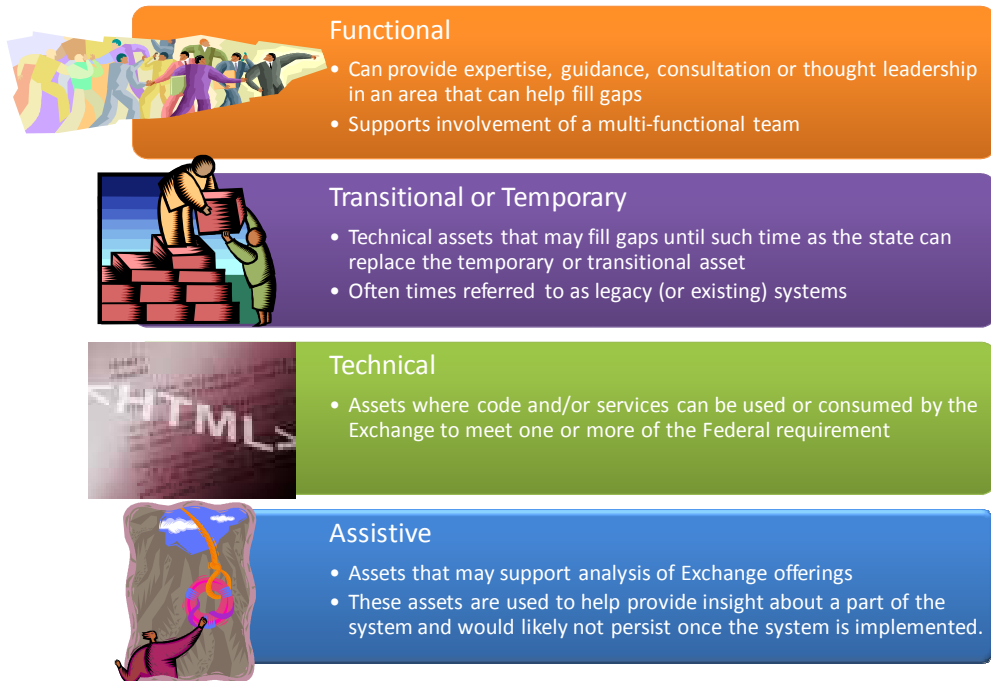 Functional
• Can provide expertise, guidance, consultation or thought leadership
in an area that can help fill gaps
• Supports involvement of a multi-functional team
Transitional or Temporary
• Technical assets that may fill gaps until such time as the state can
replace the temporary or transitional asset
• Often times referred to as legacy (or existing) systems
<HTML>
Technical
• Assets where code and/or services can be used or consumed by the
Exchange to meet one or more of the Federal requirement
Assistive
• Assets that may support analysis of Exchange offerings
• These assets are used to help provide insight about a part of the
system and would likely not persist once the system is implemented.